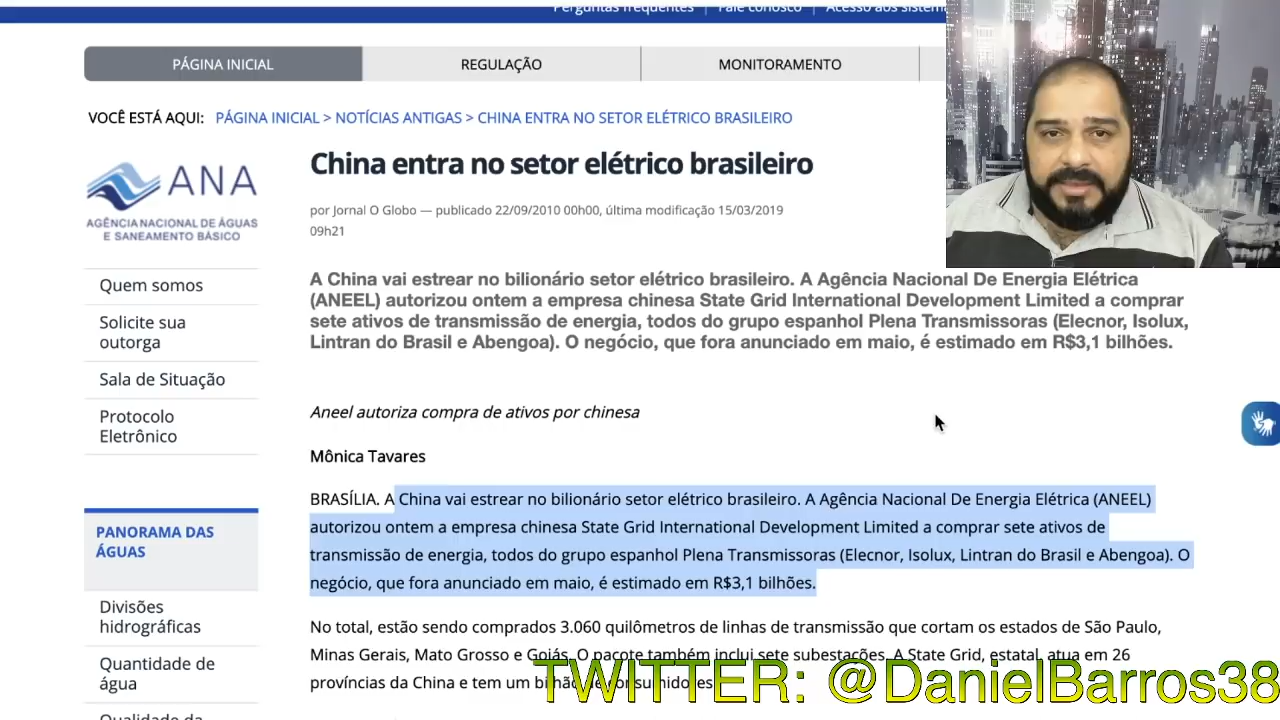 Perguntas frequentes | Fale conosco | Acesso aos sistem
PÁGINA INICIAL
REGULAÇÃO
MONITORAMENTO
VOCÊ ESTÁ AQUI: PÁGINA INICIAL > NOTÍCIAS ANTIGAS > CHINA ENTRA NO SETOR ELÉTRICO BRASILEIRO
ANA
AGÊNCIA NACIONAL DE ÁGUAS
E SANEAMENTO BÁSICO
Quem somos
Solicite sua
outorga
Sala de Situação
Protocolo
Eletrônico
PANORAMA DAS
ÁGUAS
Divisões
hidrográficas
Quantidade de
água
Qualidade da
China entra no setor elétrico brasileiro
por Jornal O Globo — publicado 22/09/2010 00h00, última modificação 15/03/2019
09h21
A China vai estrear no bilionário setor elétrico brasileiro. A Agência Nacional De Energia Elétrica
(ANEEL) autorizou ontem a empresa chinesa State Grid International Development Limited a comprar
sete ativos de transmissão de energia, todos do grupo espanhol Plena Transmissoras (Elecnor, Isolux,
Lintran do Brasil e Abengoa). O negócio, que fora anunciado em maio, é estimado em R$3,1 bilhões.
Aneel autoriza compra de ativos por chinesa
Mônica Tavares
BRASÍLIA. A China vai estrear no bilionário setor elétrico brasileiro. A Agência Nacional De Energia Elétrica (ANEEL)
autorizou ontem a empresa chinesa State Grid International Development Limited a comprar sete ativos de
transmissão de energia, todos do grupo espanhol Plena Transmissoras (Elecnor, Isolux, Lintran do Brasil e Abengoa). O
negócio, que fora anunciado em maio, é estimado em R$3,1 bilhões.
No total, estão sendo comprados 3.060 quilômetros de linhas de transmissão que cortam os estados de São Paulo,
Minas Gerais, Mato Grosso e Goiás. O pacote também inclui sete subestações. A State Grid, estatal, atua em 26
províncias da China e tem um bilhão de consumidores
TWITTER: @DanielBarros38